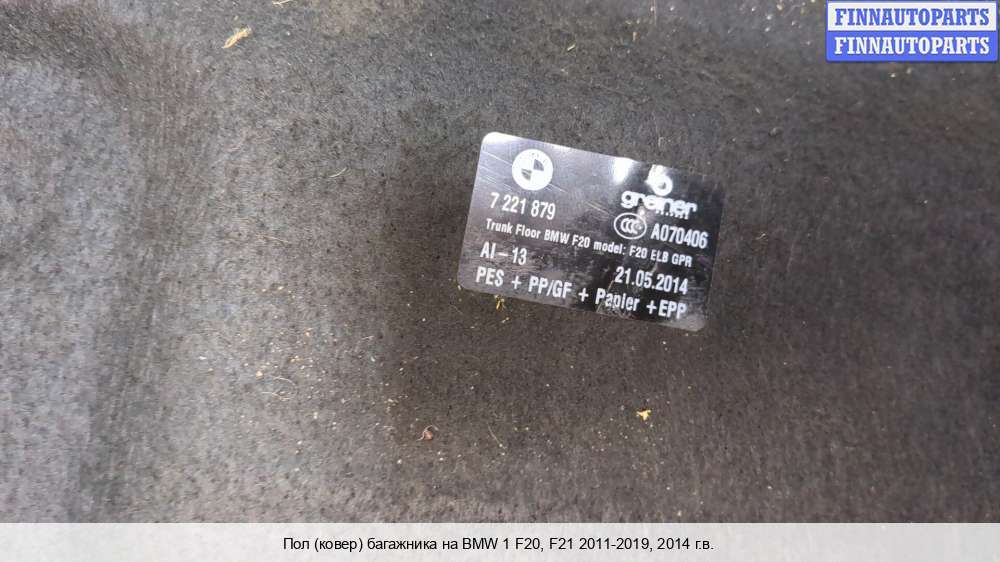 FINNAUTOPARTS
FINNAUTOPARTS
greiner
7 221 879
CCC A070406
Trunk Floor BMW F20 model: F20 ELB GPR
AI-13
21.05.2014
PES + PP/GF + Papier +EPP
Пол (ковер) багажника на BMW 1 F20, F21 2011-2019, 2014 г.в.